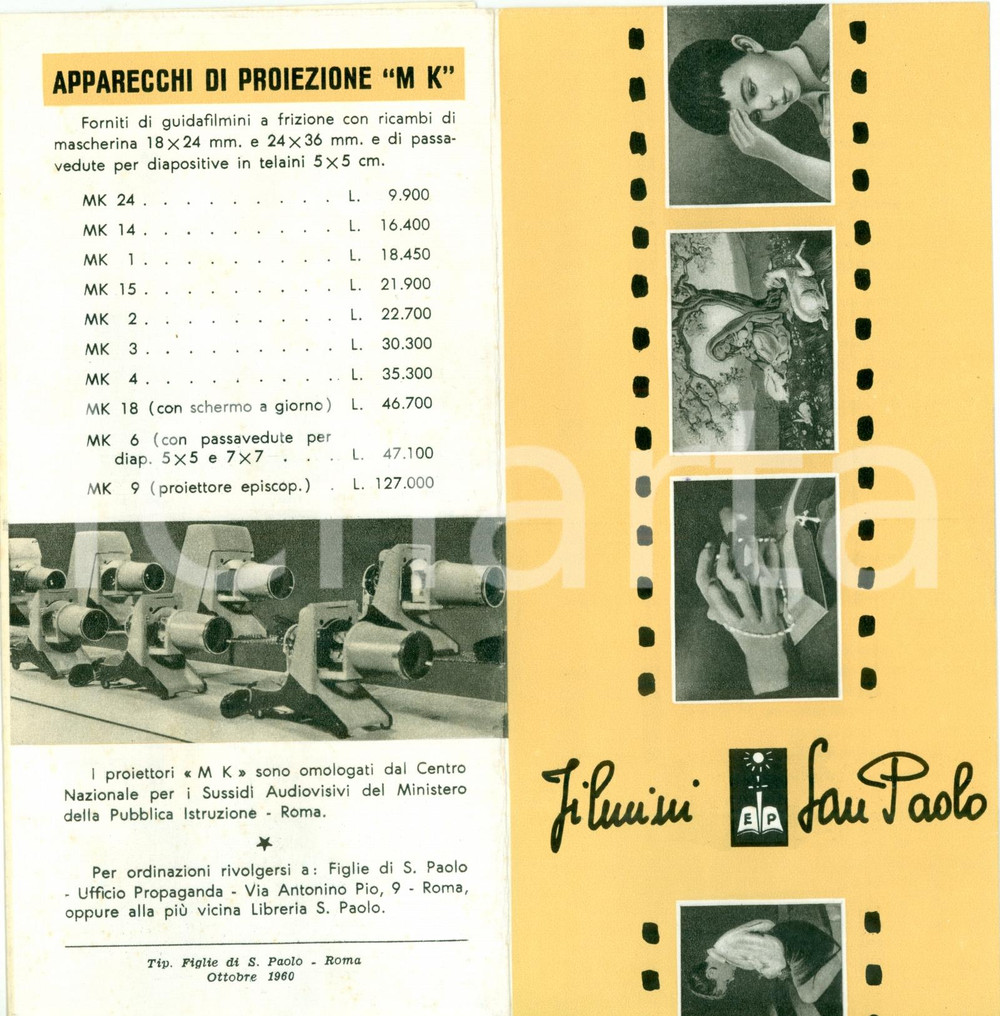 APPARECCHI DI PROIEZIONE “M K”
Forniti di guidafilmini a frizione con ricambi di
mascherina 18×24 mm. e 24×36 mm. e di passa-
vedute per diapositive in telaini 5×5 cm.
MK 24 . . . . . . . . . L. 9.900
MK 14 . . . . . . . . . L. 16.400
MK 1 . . . . . . . . . L. 18.450
MK 15 . . . . . . . . . L. 21.900
MK 2 . . . . . . . . . L. 22.700
MK 3 . . . . . . . . . L. 30.300
MK 4 . . . . . . . . . L. 35.300
MK 18 (con schermo a giorno) L. 46.700
MK 6 (con passavedute per
diap. 5×5 e 7×7 . . . L. 47.100
MK 9 (proiettore episcop.) . L. 127.000
I proiettori « M K » sono omologati dal Centro
Nazionale per i Sussidi Audiovisivi del Ministero
della Pubblica Istruzione - Roma.
Per ordinazioni rivolgersi a: Figlie di S. Paolo
- Ufficio Propaganda - Via Antonino Pio, 9 - Roma,
oppure alla più vicina Libreria S. Paolo.
Tip. Figlie di S. Paolo - Roma
Ottobre 1960
Filmini San Paolo
E P
icharta